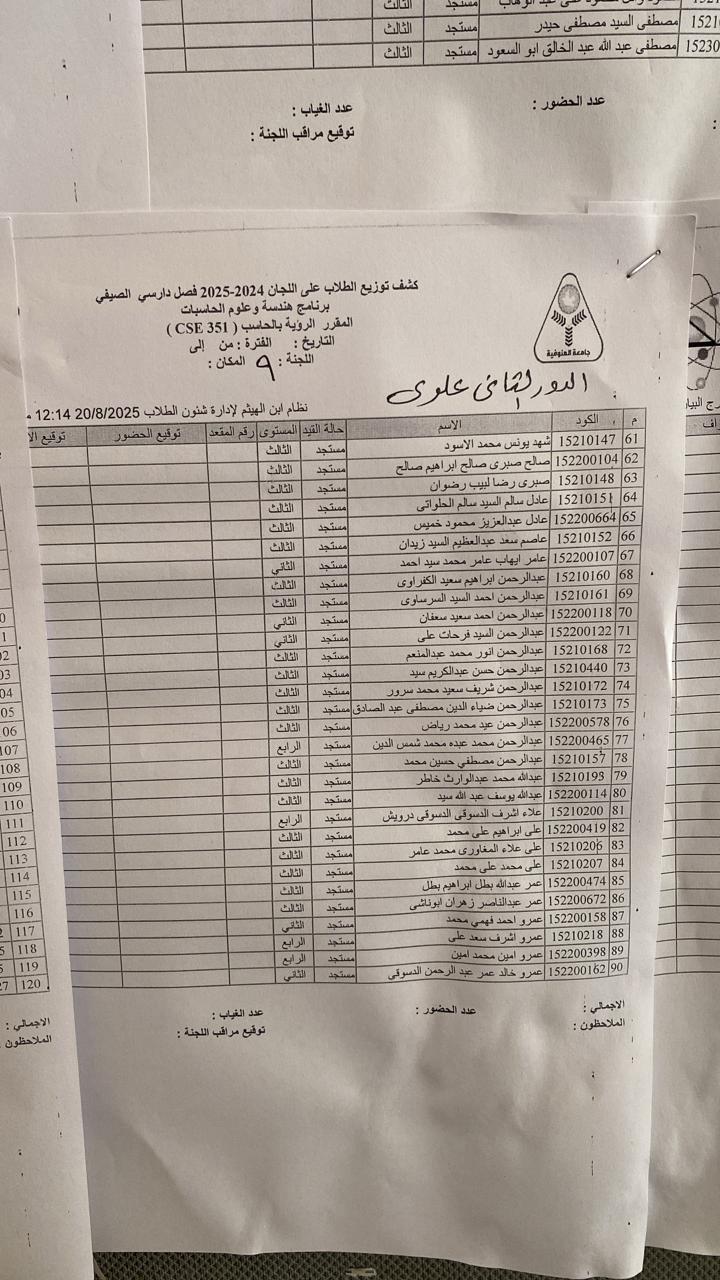 مصطفى السيد مصطفى حيدر مستجد الثالث
15230 مصطفى عبد الله عبد الخالق ابو السعود مستجد الثالث
عدد الحضور : عدد الغياب :
توقيع مراقب اللجنة :
كشف توزيع الطلاب على اللجان 2024-2025 فصل دارسي الصيفي
برنامج هندسة وعلوم الحاسبات
المقرر الرؤية بالحاسب ( CSE 351 )
التاريخ : الفترة : من إلى
اللجنة : ٩ المكان :
جامعة المنوفية
الدور الثانى علوى
نظام ابن الهيثم لإدارة شئون الطلاب 20/8/2025 12:14
م الكود الاسم حالة القيد المستوى رقم المقعد توقيع الحضور
61 15210147 شهد يونس محمد الاسود مستجد الثالث
62 152200104 صالح صبرى صالح ابراهيم صالح مستجد الثالث
63 15210148 صبرى رضا لبيب رضوان مستجد الثالث
64 15210151 عادل سالم السيد سالم الحلواتى مستجد الثالث
65 152200664 عادل عبدالعزيز محمود خميس مستجد الثالث
66 15210152 عاصم سعد عبدالعظيم السيد زيدان مستجد الثالث
67 152200107 عامر ايهاب عامر محمد سيد احمد مستجد الثاني
68 15210160 عبدالرحمن ابراهيم سعيد الكفراوى مستجد الثالث
69 15210161 عبدالرحمن احمد السيد السرساوى مستجد الثالث
70 152200118 عبدالرحمن احمد سعيد سعفان مستجد الثاني
71 152200122 عبدالرحمن السيد فرحات على مستجد الثاني
72 15210168 عبدالرحمن انور محمد عبدالمنعم مستجد الثالث
73 15210440 عبدالرحمن حسن عبدالكريم سيد مستجد الثالث
74 15210172 عبدالرحمن شريف سعيد محمد سرور مستجد الثالث
75 15210173 عبدالرحمن ضياء الدين مصطفى عبد الصادق مستجد الثالث
76 152200578 عبدالرحمن عيد محمد رياض مستجد الثالث
77 152200465 عبدالرحمن محمد عبده محمد شمس الدين مستجد الرابع
78 15210157 عبدالرحمن مصطفي حسين محمد مستجد الثالث
79 15210193 عبدالله محمد عبدالوارث خاطر مستجد الثالث
80 152200114 عبدالله يوسف عبد الله سيد مستجد الثالث
81 15210200 علاء اشرف الدسوقى الدسوقى درويش مستجد الرابع
82 152200419 على ابراهيم على محمد مستجد الثالث
83 15210206 على علاء المغاورى محمد عامر مستجد الثالث
84 15210207 على محمد على محمد مستجد الثالث
85 152200474 عمر عبدالله بطل ابراهيم بطل مستجد الثالث
86 152200672 عمر عبدالناصر زهران ابوناشى مستجد الثالث
87 152200158 عمرو احمد فهمي محمد مستجد الثاني
88 15210218 عمرو اشرف سعد على مستجد الرابع
89 152200398 عمرو امين محمد امين مستجد الرابع
90 152200162 عمرو خالد عمر عبد الرحمن الدسوقى مستجد الثاني
الاجمالي : عدد الحضور : عدد الغياب :
الملاحظون : توقيع مراقب اللجنة :
107
108
109
110
111
112
113
114
115
116
117
118
119
120
الاجمالي :
الملاحظون :